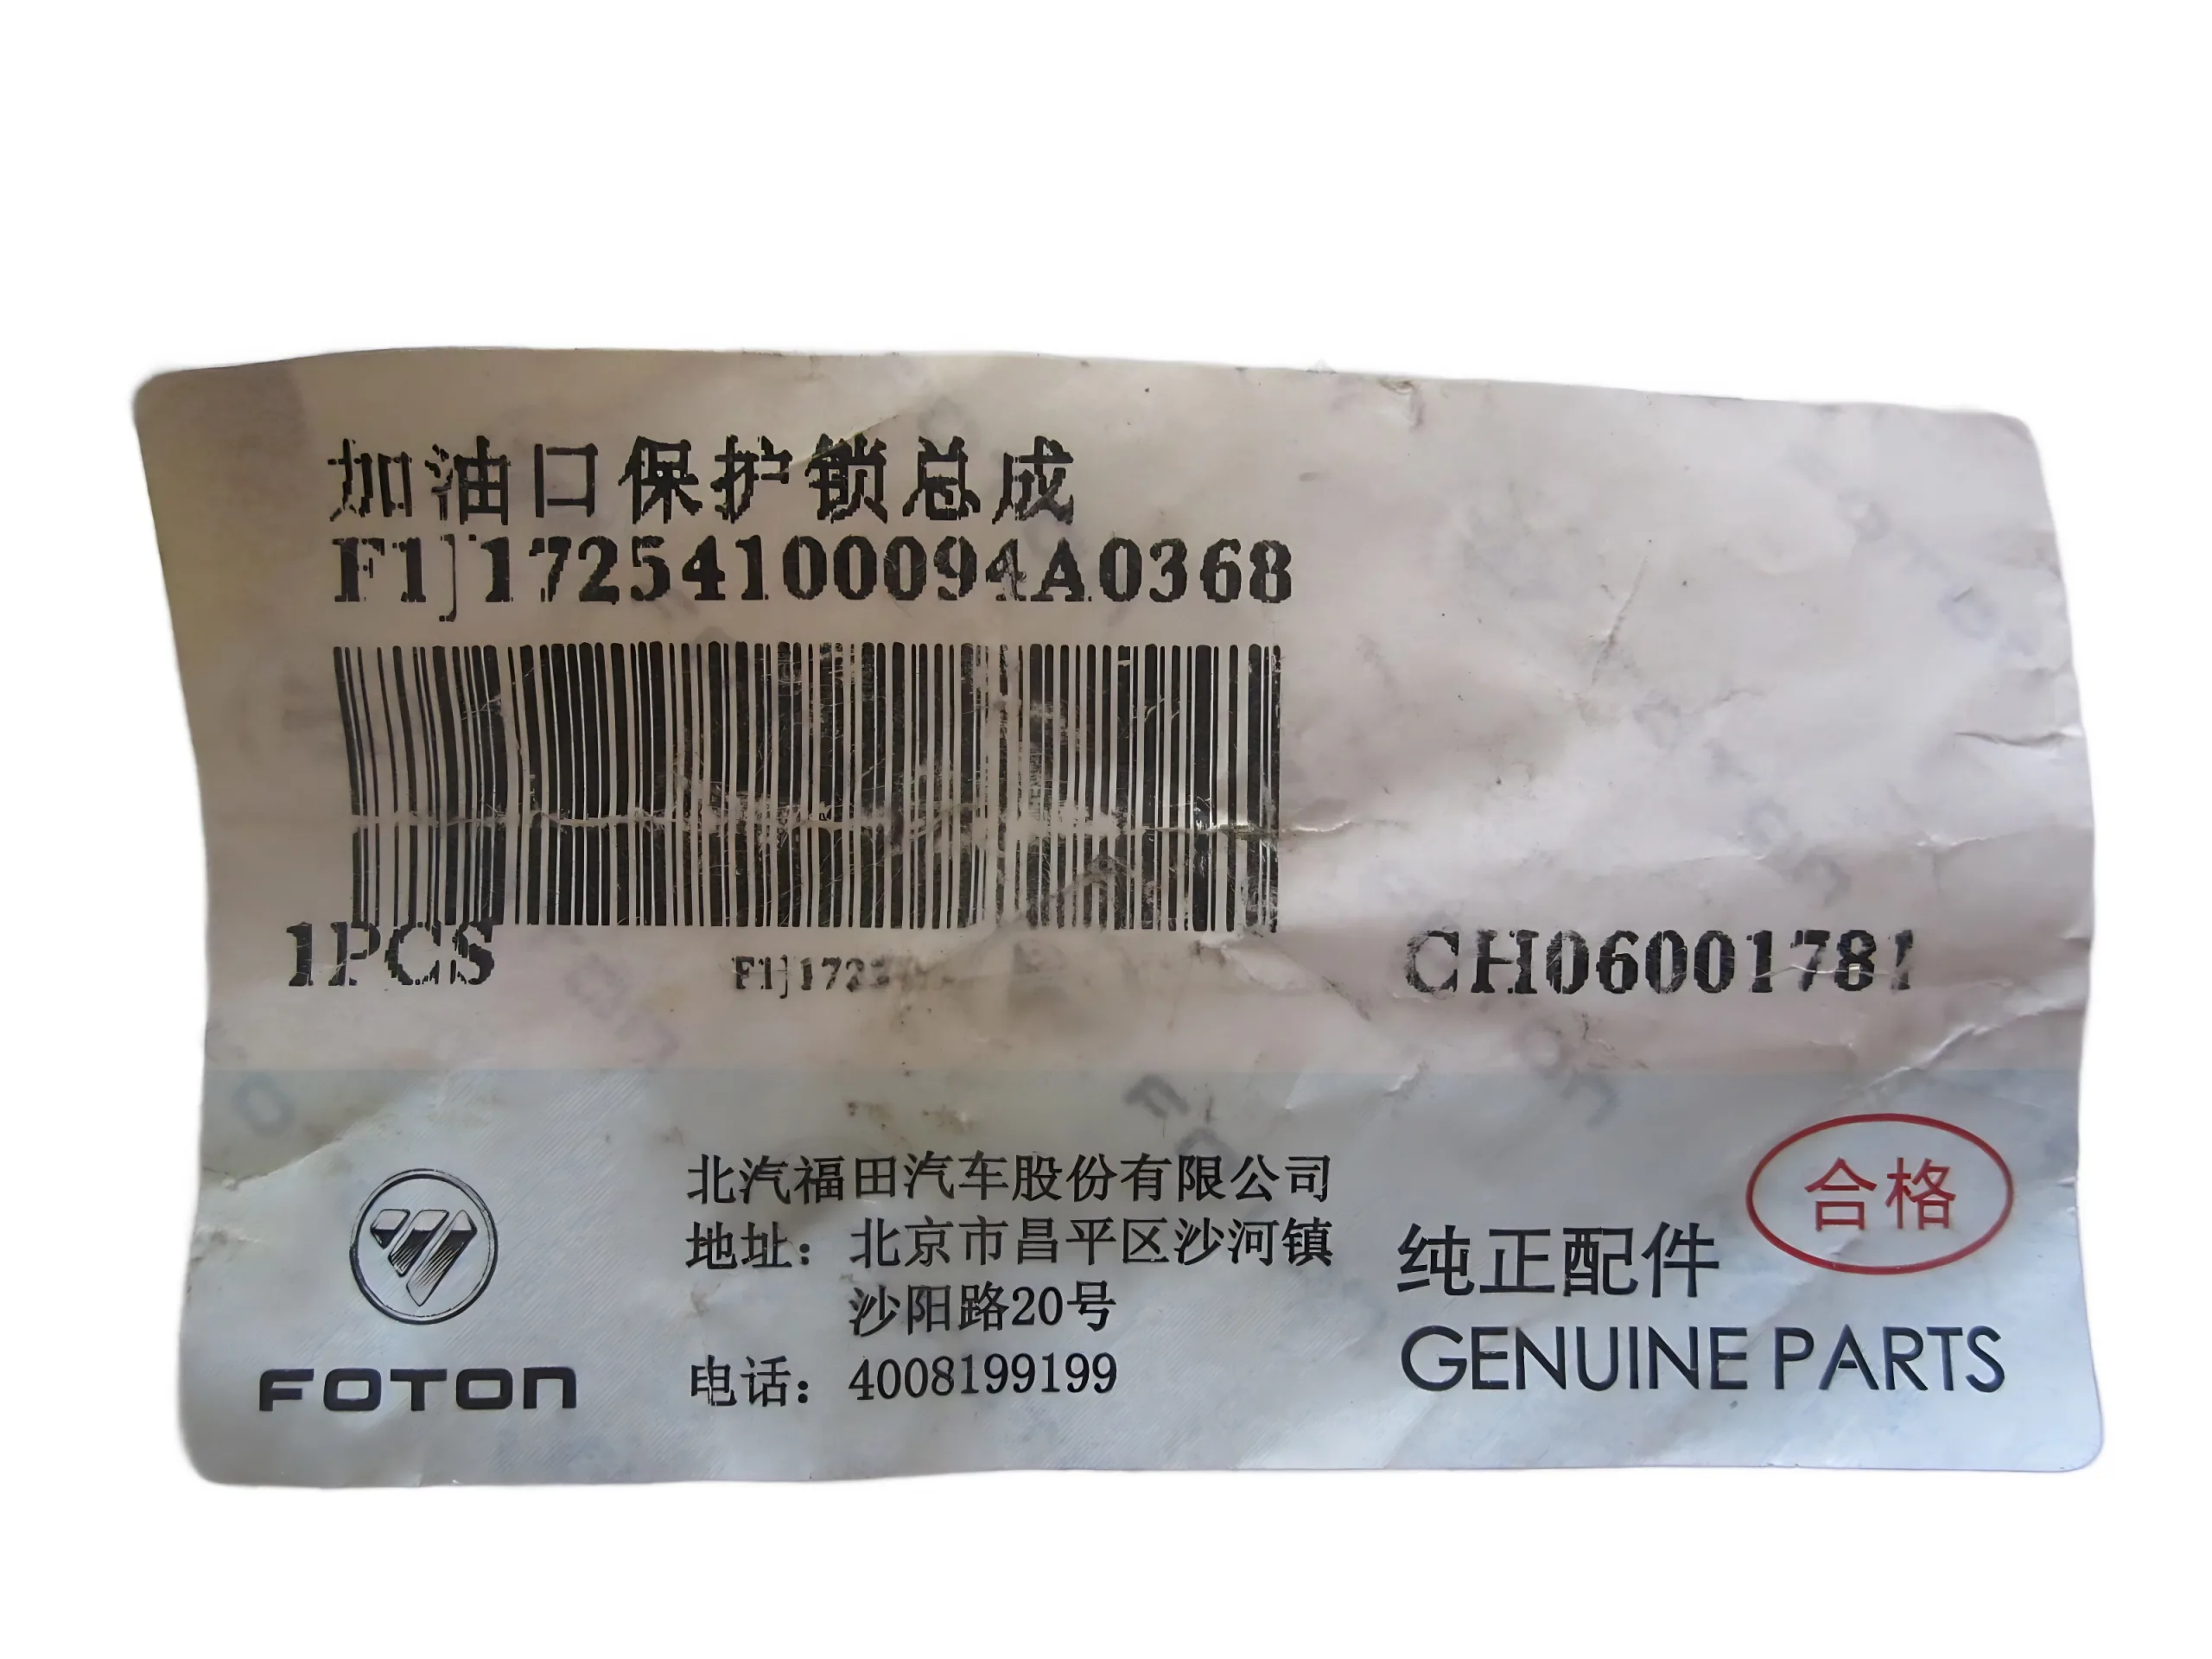 加油口保护锁总成
F1j17254100094A0368
1PCS
CH06001781
FOTON
北汽福田汽车股份有限公司
地址：北京市昌平区沙河镇
沙阳路20号
电话：4008199199
合格
纯正配件
GENUINE PARTS